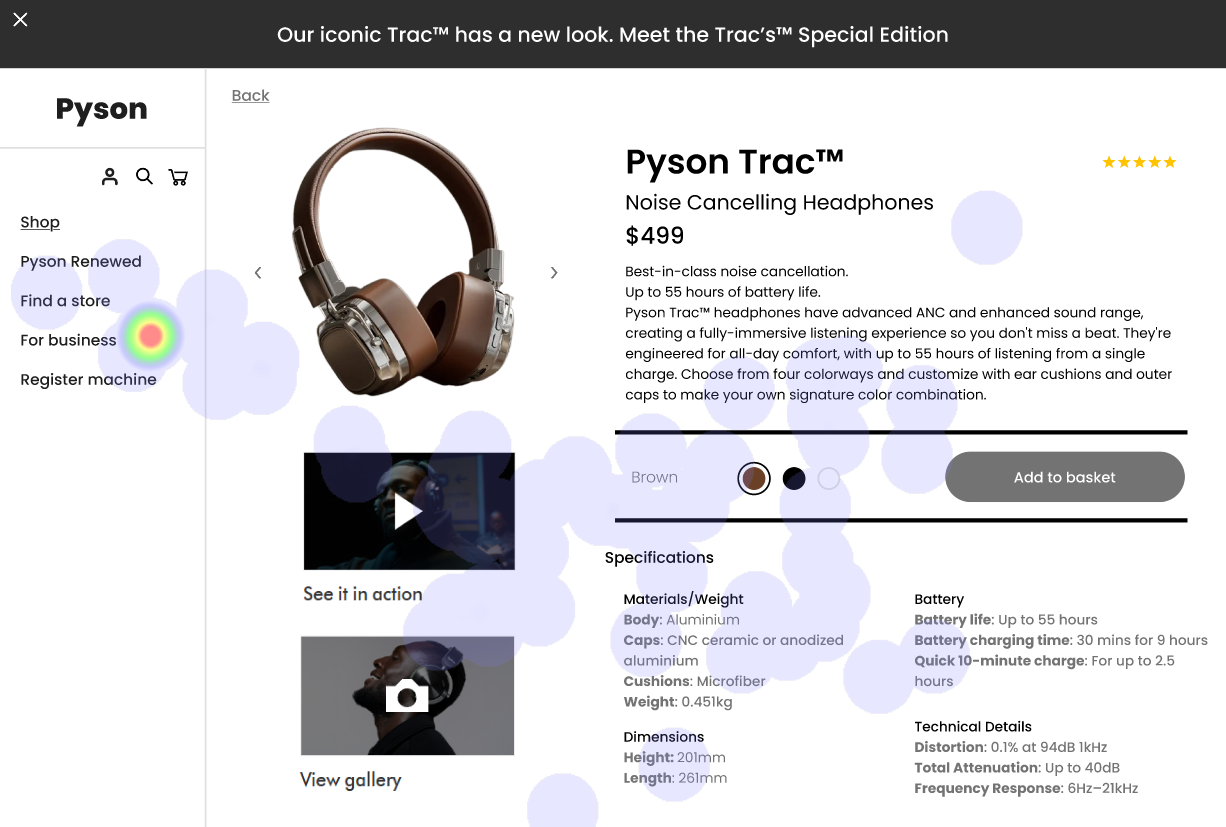 Our iconic Trac™ has a new look. Meet the Trac’s™ Special Edition
Pyson
Shop
Pyson Renewed
Find a store
For business
Register machine
Back
Pyson Trac™
Noise Cancelling Headphones
$499
Best-in-class noise cancellation.
Up to 55 hours of battery life.
Pyson Trac™ headphones have advanced ANC and enhanced sound range,
creating a fully-immersive listening experience so you don't miss a beat. They're
engineered for all-day comfort, with up to 55 hours of listening from a single
charge. Choose from four colorways and customize with ear cushions and outer
caps to make your own signature color combination.
Brown
Add to basket
See it in action
View gallery
Specifications
Materials/Weight
Body: Aluminium
Caps: CNC ceramic or anodized
aluminium
Cushions: Microfiber
Weight: 0.451kg
Dimensions
Height: 201mm
Length: 261mm
Battery
Battery life: Up to 55 hours
Battery charging time: 30 mins for 9 hours
Quick 10-minute charge: For up to 2.5
hours
Technical Details
Distortion: 0.1% at 94dB 1kHz
Total Attenuation: Up to 40dB
Frequency Response: 6Hz–21kHz